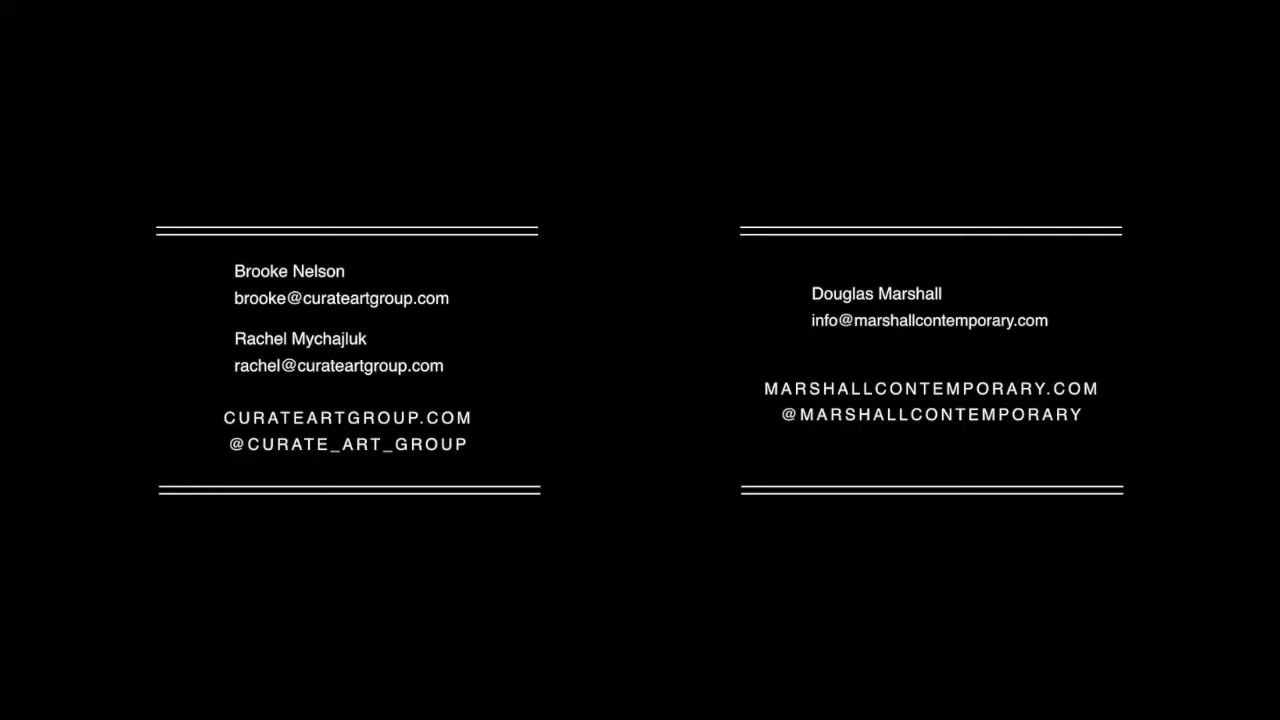 Brooke Nelson
brooke@curateartgroup.com
Rachel Mychajluk
rachel@curateartgroup.com
CURATEARTGROUP.COM
@CURATE_ART_GROUP
Douglas Marshall
info@marshallcontemporary.com
MARSHALLCONTEMPORARY.COM
@MARSHALLCONTEMPORARY